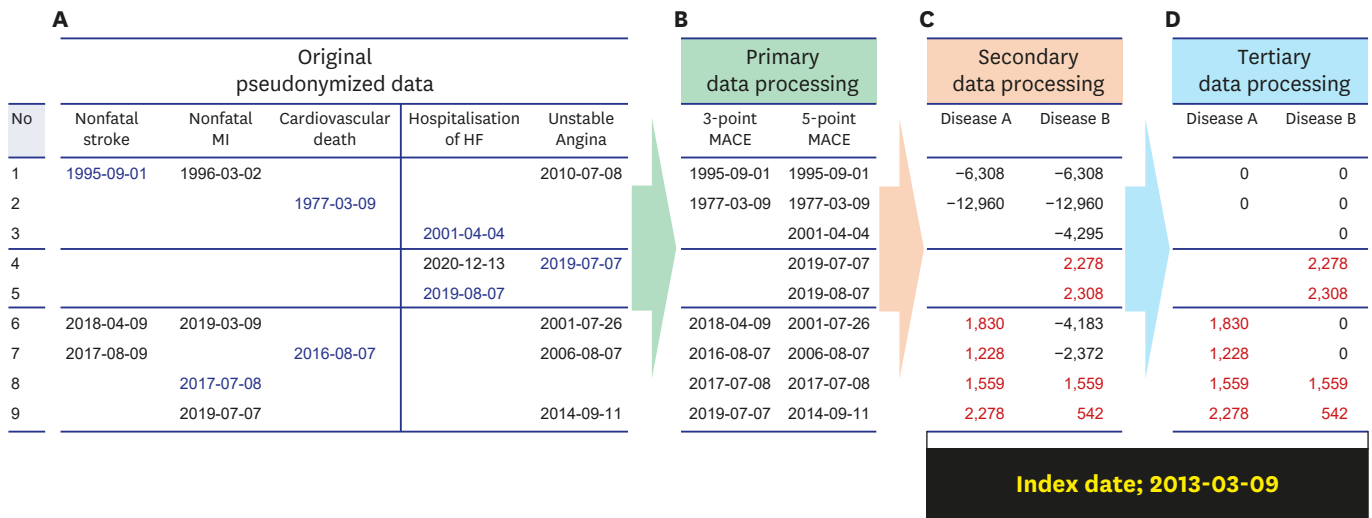 A B C D
Original Primary Secondary Tertiary
pseudonymized data data processing data processing data processing
No Nonfatal Nonfatal Cardiovascular Hospitalisation Unstable 3-point 5-point Disease A Disease B Disease A Disease B
stroke MI death of HF Angina MACE MACE
1 1995-09-01 1996-03-02 2010-07-08 1995-09-01 1995-09-01 −6,308 −6,308 0 0
2 1977-03-09 1977-03-09 1977-03-09 −12,960 −12,960 0 0
3 2001-04-04 2001-04-04 −4,295 0
4 2020-12-13 2019-07-07 2019-07-07 2,278 2,278
5 2019-08-07 2019-08-07 2,308 2,308
6 2018-04-09 2019-03-09 2001-07-26 2018-04-09 2001-07-26 1,830 −4,183 1,830 0
7 2017-08-09 2016-08-07 2006-08-07 2016-08-07 2006-08-07 1,228 −2,372 1,228 0
8 2017-07-08 2017-07-08 2017-07-08 1,559 1,559 1,559 1,559
9 2019-07-07 2014-09-11 2019-07-07 2014-09-11 2,278 542 2,278 542
Index date; 2013-03-09